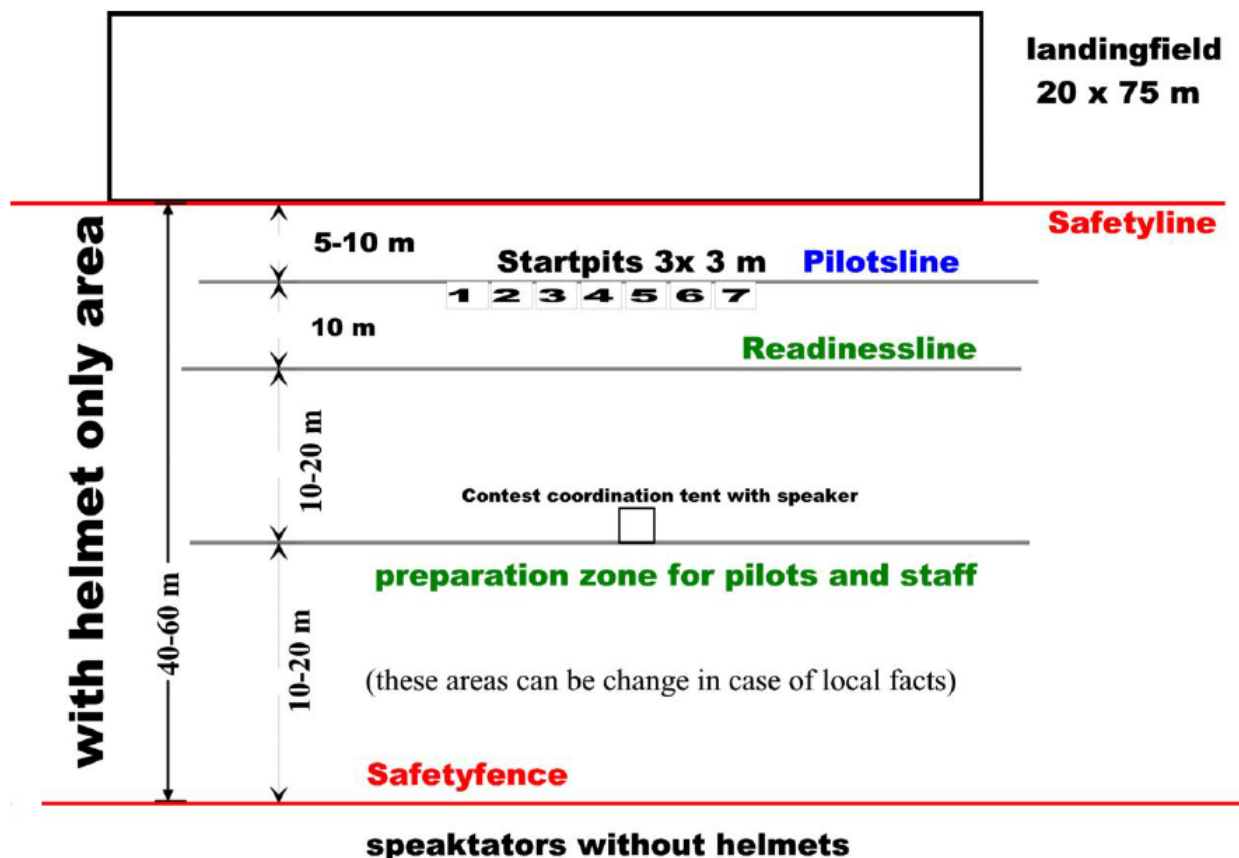 landingfield
20 x 75 m
Safetyline
5-10 m
Startpits 3x 3 m
Pilotsline
1 2 3 4 5 6 7
10 m
Readinessline
with helmet only area
10-20 m
Contest coordination tent with speaker
preparation zone for pilots and staff
40-60 m
10-20 m
(these areas can be change in case of local facts)
Safetyfence
speaktators without helmets